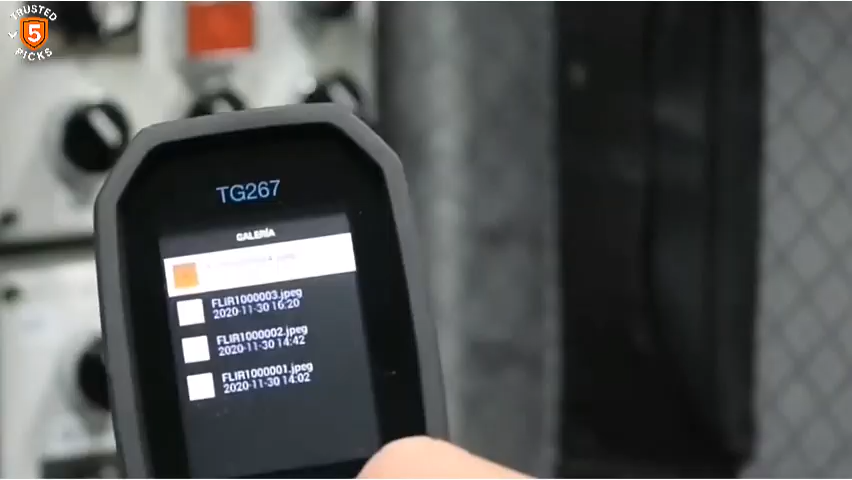 TRUSTED
5
PICKS
TG267
GALERÍA
FLIR1000003.jpeg
2020-11-30 16:20
FLIR1000002.jpeg
2020-11-30 14:42
FLIR1000001.jpeg
2020-11-30 14:02